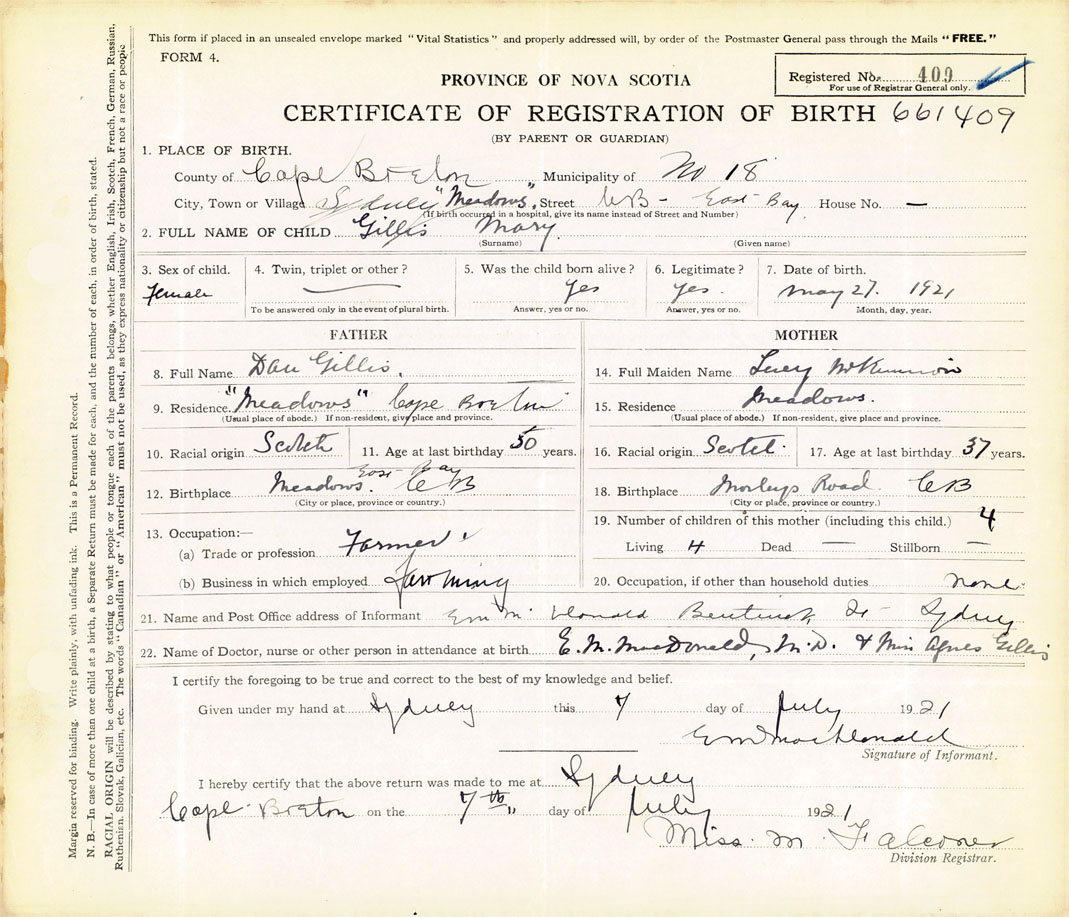 This form if placed in an unsealed envelope marked "Vital Statistics" and properly addressed will, by order of the Postmaster General pass through the Mails "FREE."
FORM 4.
Registered No. 409
For use of Registrar General only.
PROVINCE OF NOVA SCOTIA
CERTIFICATE OF REGISTRATION OF BIRTH 661409
(BY PARENT OR GUARDIAN)
1. PLACE OF BIRTH.
County of Cape Breton Municipality of No 18
City, Town or Village Sydney "Meadows" Street CB - East Bay House No. —
(If birth occurred in a hospital, give its name instead of Street and Number)
2. FULL NAME OF CHILD Gillis Mary
(Surname) (Given name)
3. Sex of child. 4. Twin, triplet or other? 5. Was the child born alive? 6. Legitimate? 7. Date of birth.
Female — Yes Yes. May 27. 1921
To be answered only in the event of plural birth. Answer, yes or no. Answer, yes or no. Month, day, year.
FATHER
8. Full Name Dan Gillis.
9. Residence "Meadows" Cape Breton
(Usual place of abode.) If non-resident, give place and province.
10. Racial origin Scotch 11. Age at last birthday 50 years.
12. Birthplace Meadows. East Bay CB
(City or place, province or country.)
13. Occupation:—
(a) Trade or profession Farmer
(b) Business in which employed Farming
MOTHER
14. Full Maiden Name Lucy McKinnon
15. Residence Meadows.
(Usual place of abode.) If non-resident, give place and province.
16. Racial origin Scotch 17. Age at last birthday 37 years.
18. Birthplace Morleys Road CB
(City or place, province or country.)
19. Number of children of this mother (including this child.) 4
Living 4 Dead — Stillborn —
20. Occupation, if other than household duties none
21. Name and Post Office address of Informant E m M Donald Bentinck St - Sydney
22. Name of Doctor, nurse or other person in attendance at birth E. M. MacDonald, M.D. & Miss Agnes Gillis
I certify the foregoing to be true and correct to the best of my knowledge and belief.
Given under my hand at Sydney this 7 day of July 1921
E M MacDonald
Signature of Informant.
I hereby certify that the above return was made to me at Sydney
Cape Breton on the 7th day of July 1921
Miss. M Falconer
Division Registrar.
Margin reserved for binding. Write plainly, with unfading ink. This is a Permanent Record.
N. B.—In case of more than one child at a birth, a Separate Return must be made for each, and the number of each, in order of birth, stated.
RACIAL ORIGIN will be described by stating to what people or tongue each of the parents belongs, whether English, Irish, Scotch, French, German, Russian,
Ruthenian, Slovak, Galician, etc. The words "Canadian" or "American" must not be used, as they express nationality or citizenship but not a race or people